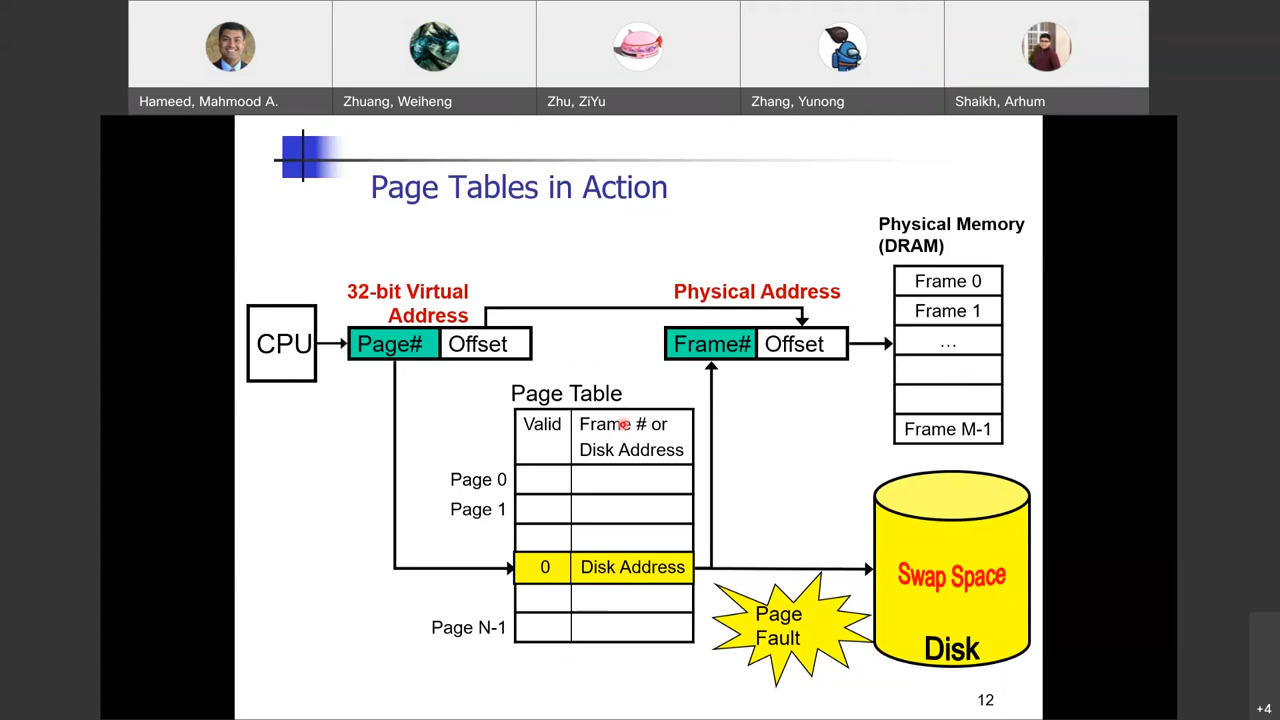 Hameed, Mahmood A.
Zhuang, Weiheng
Zhu, ZiYu
Zhang, Yunong
Shaikh, Arhum
Page Tables in Action
Physical Memory
(DRAM)
Frame 0
Frame 1
...
Frame M-1
32-bit Virtual
Address
Physical Address
CPU
Page#
Offset
Frame#
Offset
Page Table
Valid
Frame # or
Disk Address
Page 0
Page 1
0
Disk Address
Page N-1
Page
Fault
Swap Space
Disk
12
+4